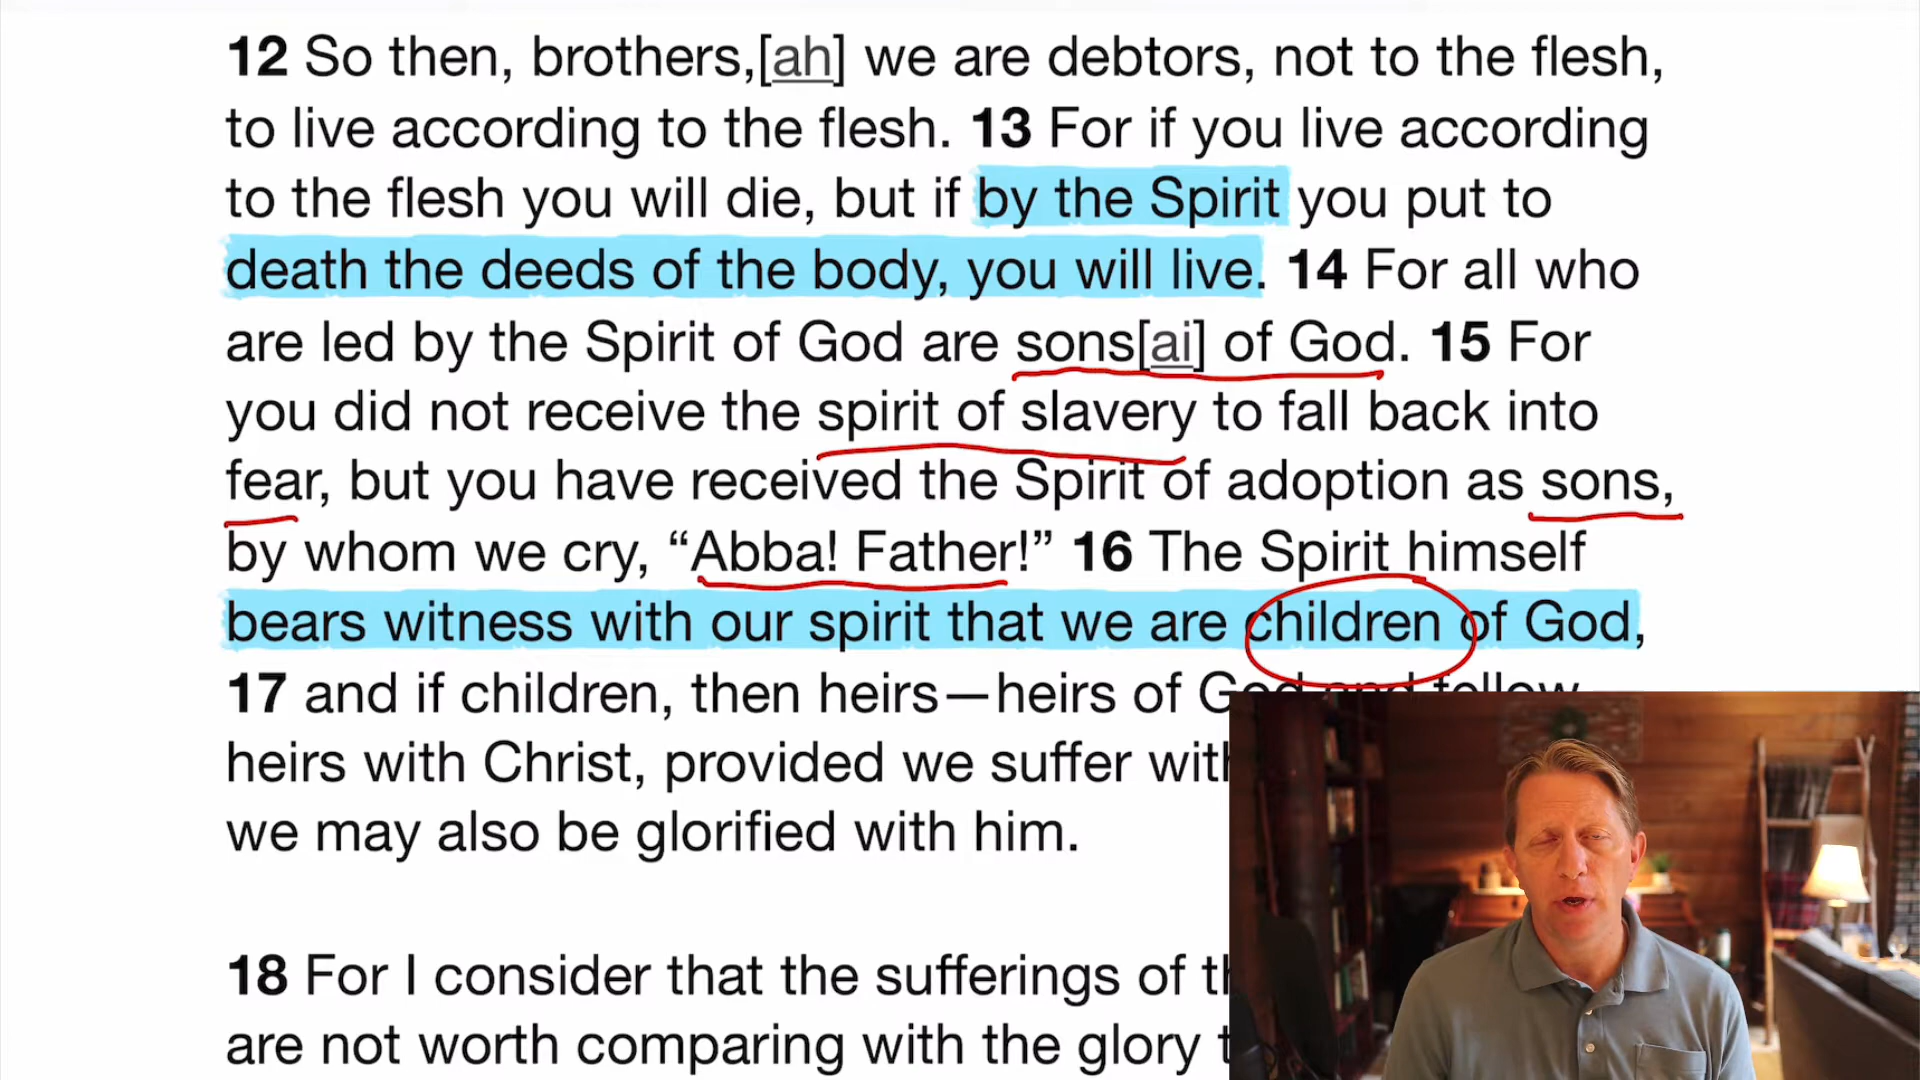 12 So then, brothers,[ah] we are debtors, not to the flesh,
to live according to the flesh. 13 For if you live according
to the flesh you will die, but if by the Spirit you put to
death the deeds of the body, you will live. 14 For all who
are led by the Spirit of God are sons[ai] of God. 15 For
you did not receive the spirit of slavery to fall back into
fear, but you have received the Spirit of adoption as sons,
by whom we cry, “Abba! Father!” 16 The Spirit himself
bears witness with our spirit that we are children of God,
17 and if children, then heirs—heirs of God and fellow
heirs with Christ, provided we suffer with
we may also be glorified with him.
18 For I consider that the sufferings of
are not worth comparing with the glory